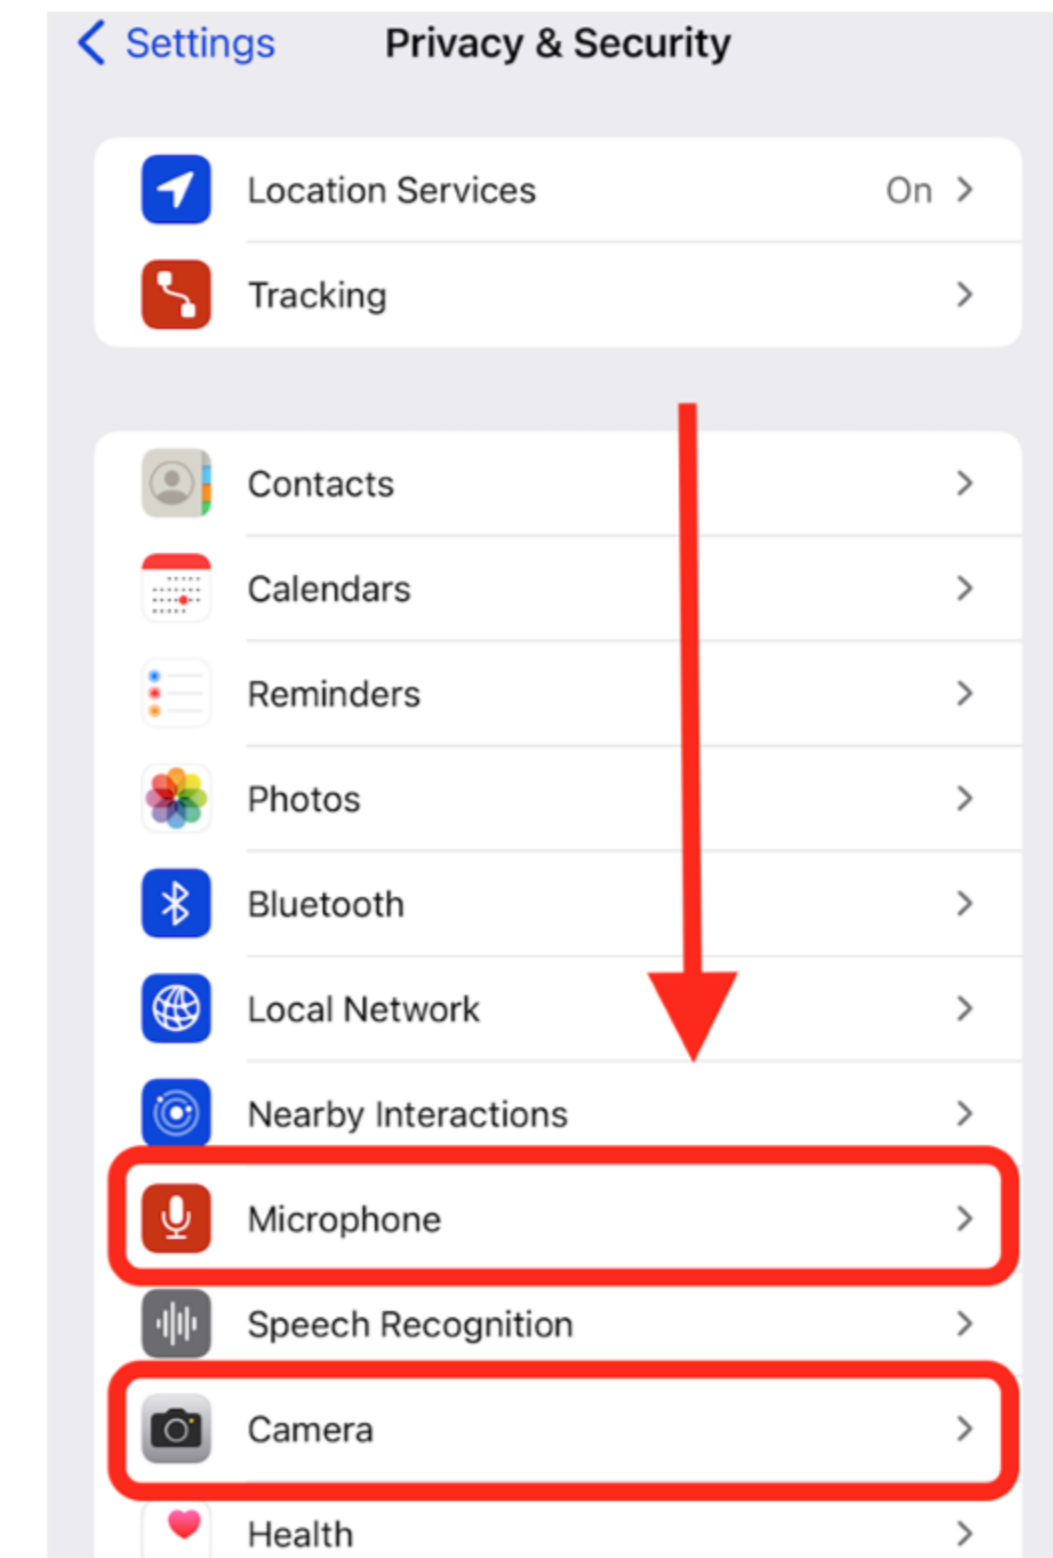 Settings Privacy & Security
Location Services On
Tracking
Contacts
Calendars
Reminders
Photos
Bluetooth
Local Network
Nearby Interactions
Microphone
Speech Recognition
Camera
Health